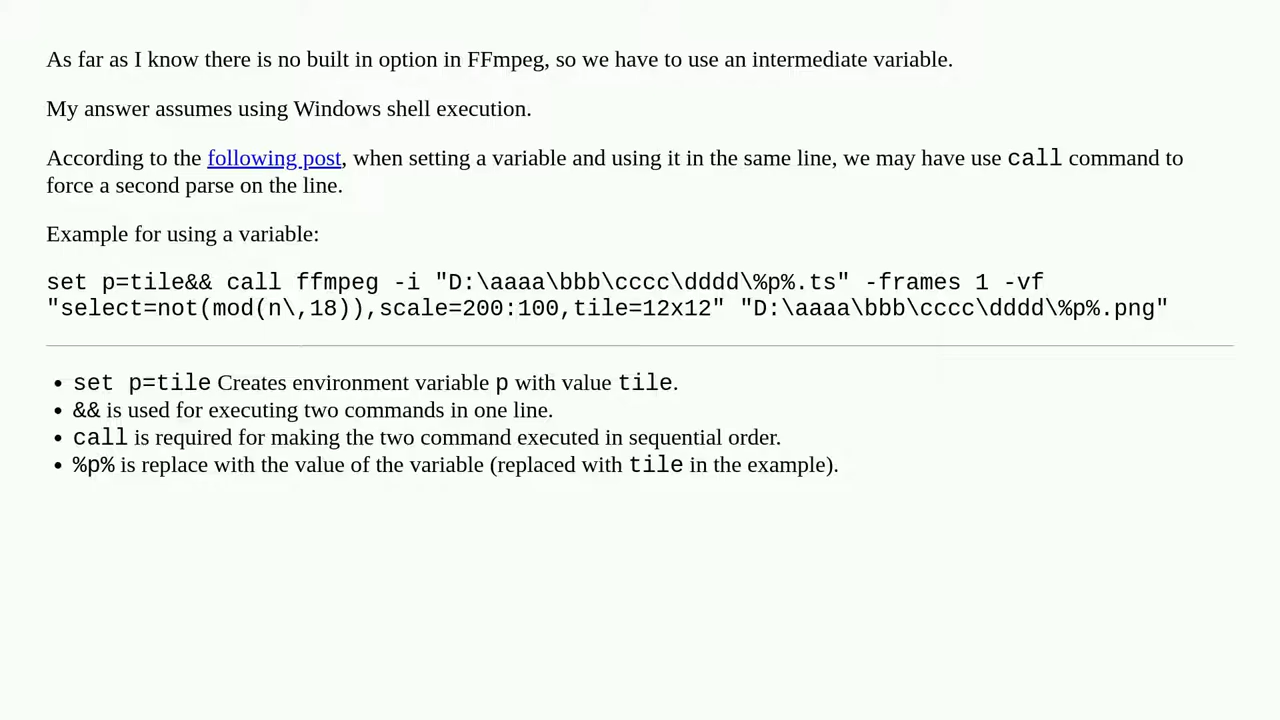 As far as I know there is no built in option in FFmpeg, so we have to use an intermediate variable.
My answer assumes using Windows shell execution.
According to the following post, when setting a variable and using it in the same line, we may have use call command to
force a second parse on the line.
Example for using a variable:
set p=tile&& call ffmpeg -i "D:\aaaa\bbb\cccc\dddd\%p%.ts" -frames 1 -vf
"select=not(mod(n\,18)),scale=200:100,tile=12x12" "D:\aaaa\bbb\cccc\dddd\%p%.png"
• set p=tile Creates environment variable p with value tile.
• && is used for executing two commands in one line.
• call is required for making the two command executed in sequential order.
• %p% is replace with the value of the variable (replaced with tile in the example).